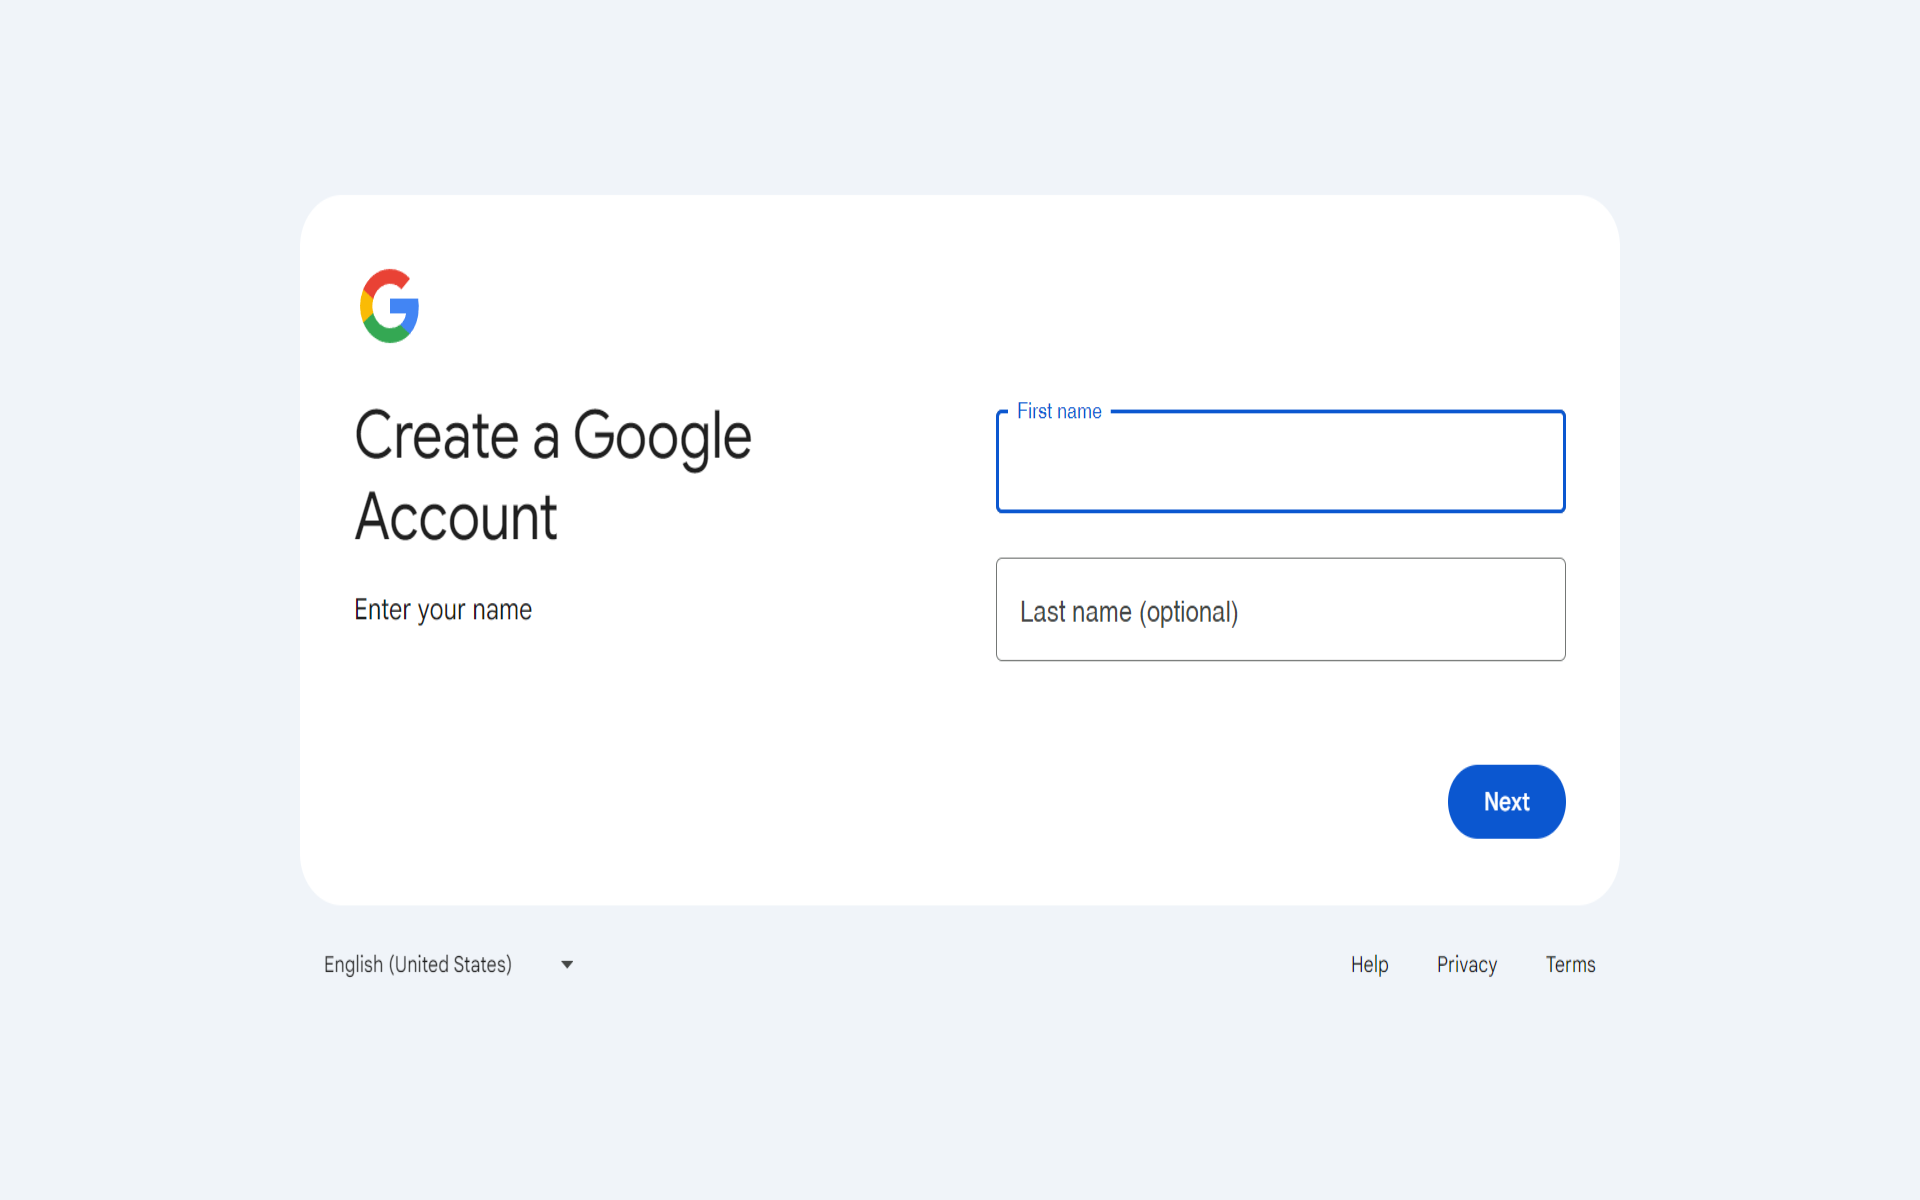 Create a Google
Account
Enter your name
First name
Last name (optional)
Next
English (United States)
Help
Privacy
Terms